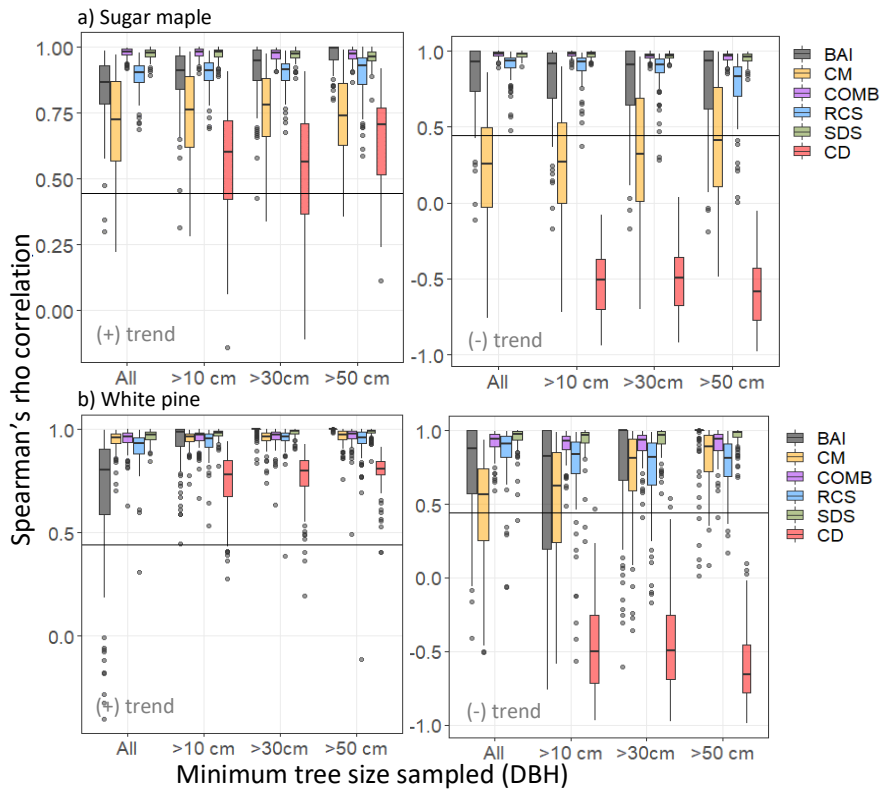 a) Sugar maple
Spearman's rho correlation
1.00
0.75
0.50
0.25
0.00
(+) trend
All >10 cm >30cm >50 cm
1.0
0.5
0.0
-0.5
-1.0
(-) trend
All >10 cm >30cm >50 cm
BAI
CM
COMB
RCS
SDS
CD
b) White pine
1.0
0.5
0.0
(+) trend
All >10 cm >30cm >50 cm
1.0
0.5
0.0
-0.5
-1.0
(-) trend
All >10 cm >30cm >50 cm
BAI
CM
COMB
RCS
SDS
CD
Minimum tree size sampled (DBH)